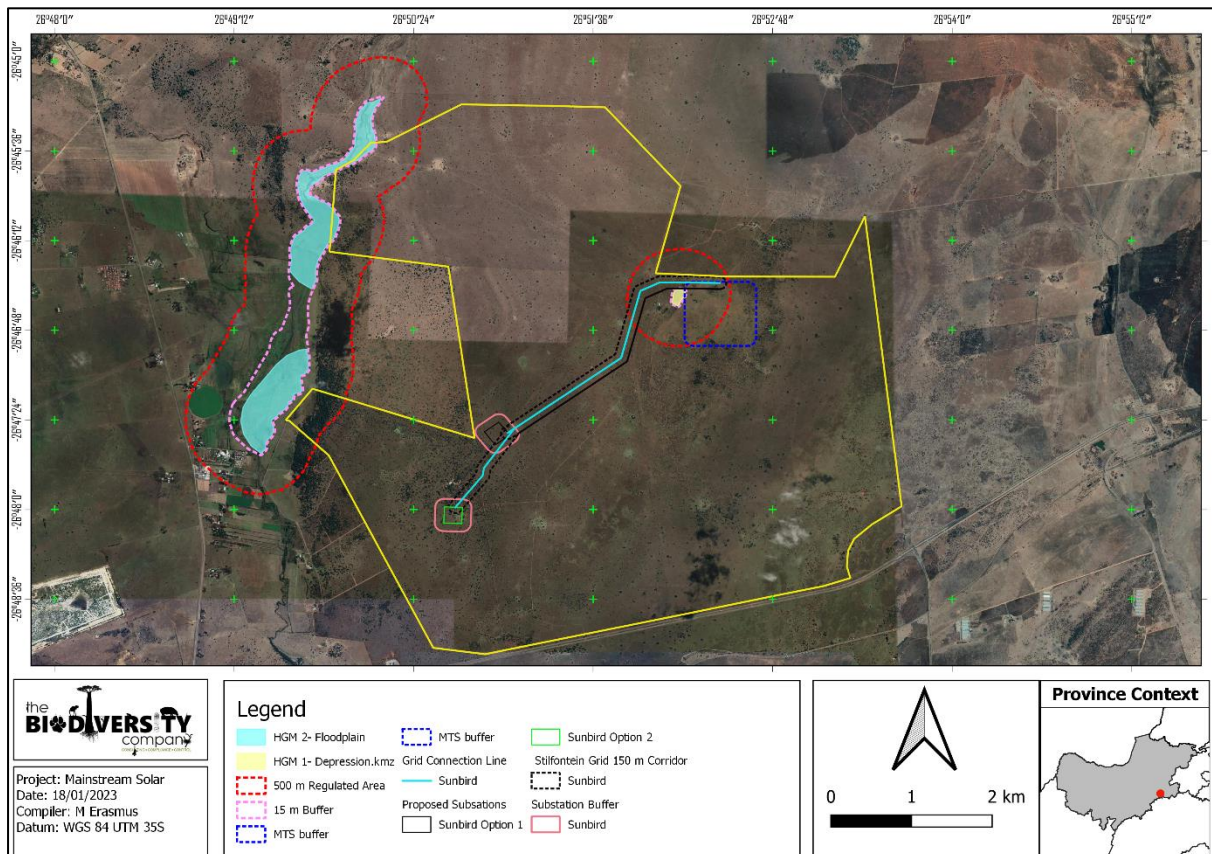 26°48'0" 26°49'12" 26°50'24" 26°51'36" 26°52'48" 26°54'0" 26°55'12"
-26°45'0"
-26°45'36"
-26°46'12"
-26°46'48"
-26°47'24"
-26°48'0"
-26°48'36"
the
BIODIVERSITY
company
Project: Mainstream Solar
Date: 18/01/2023
Compiler: M Erasmus
Datum: WGS 84 UTM 35S
Legend
HGM 2- Floodplain
HGM 1- Depression.kmz
500 m Regulated Area
15 m Buffer
MTS buffer
MTS buffer
Grid Connection Line
Sunbird
Proposed Subsations
Sunbird Option 1
Sunbird Option 2
Stilfontein Grid 150 m Corridor
Sunbird
Substation Buffer
Sunbird
0 1 2 km
Province Context